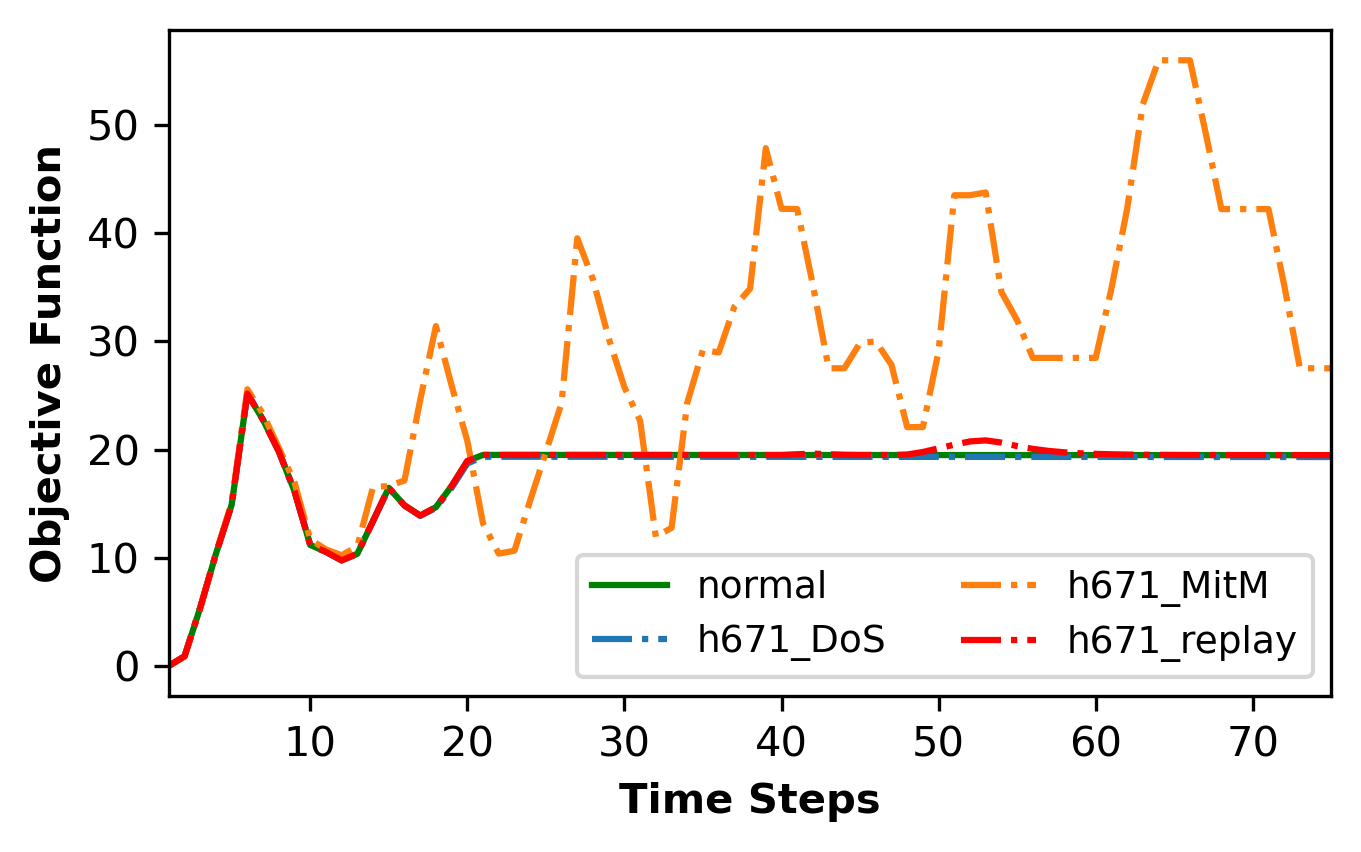 Objective Function
50
40
30
20
10
0
normal
h671_DoS
h671_MitM
h671_replay
10 20 30 40 50 60 70
Time Steps